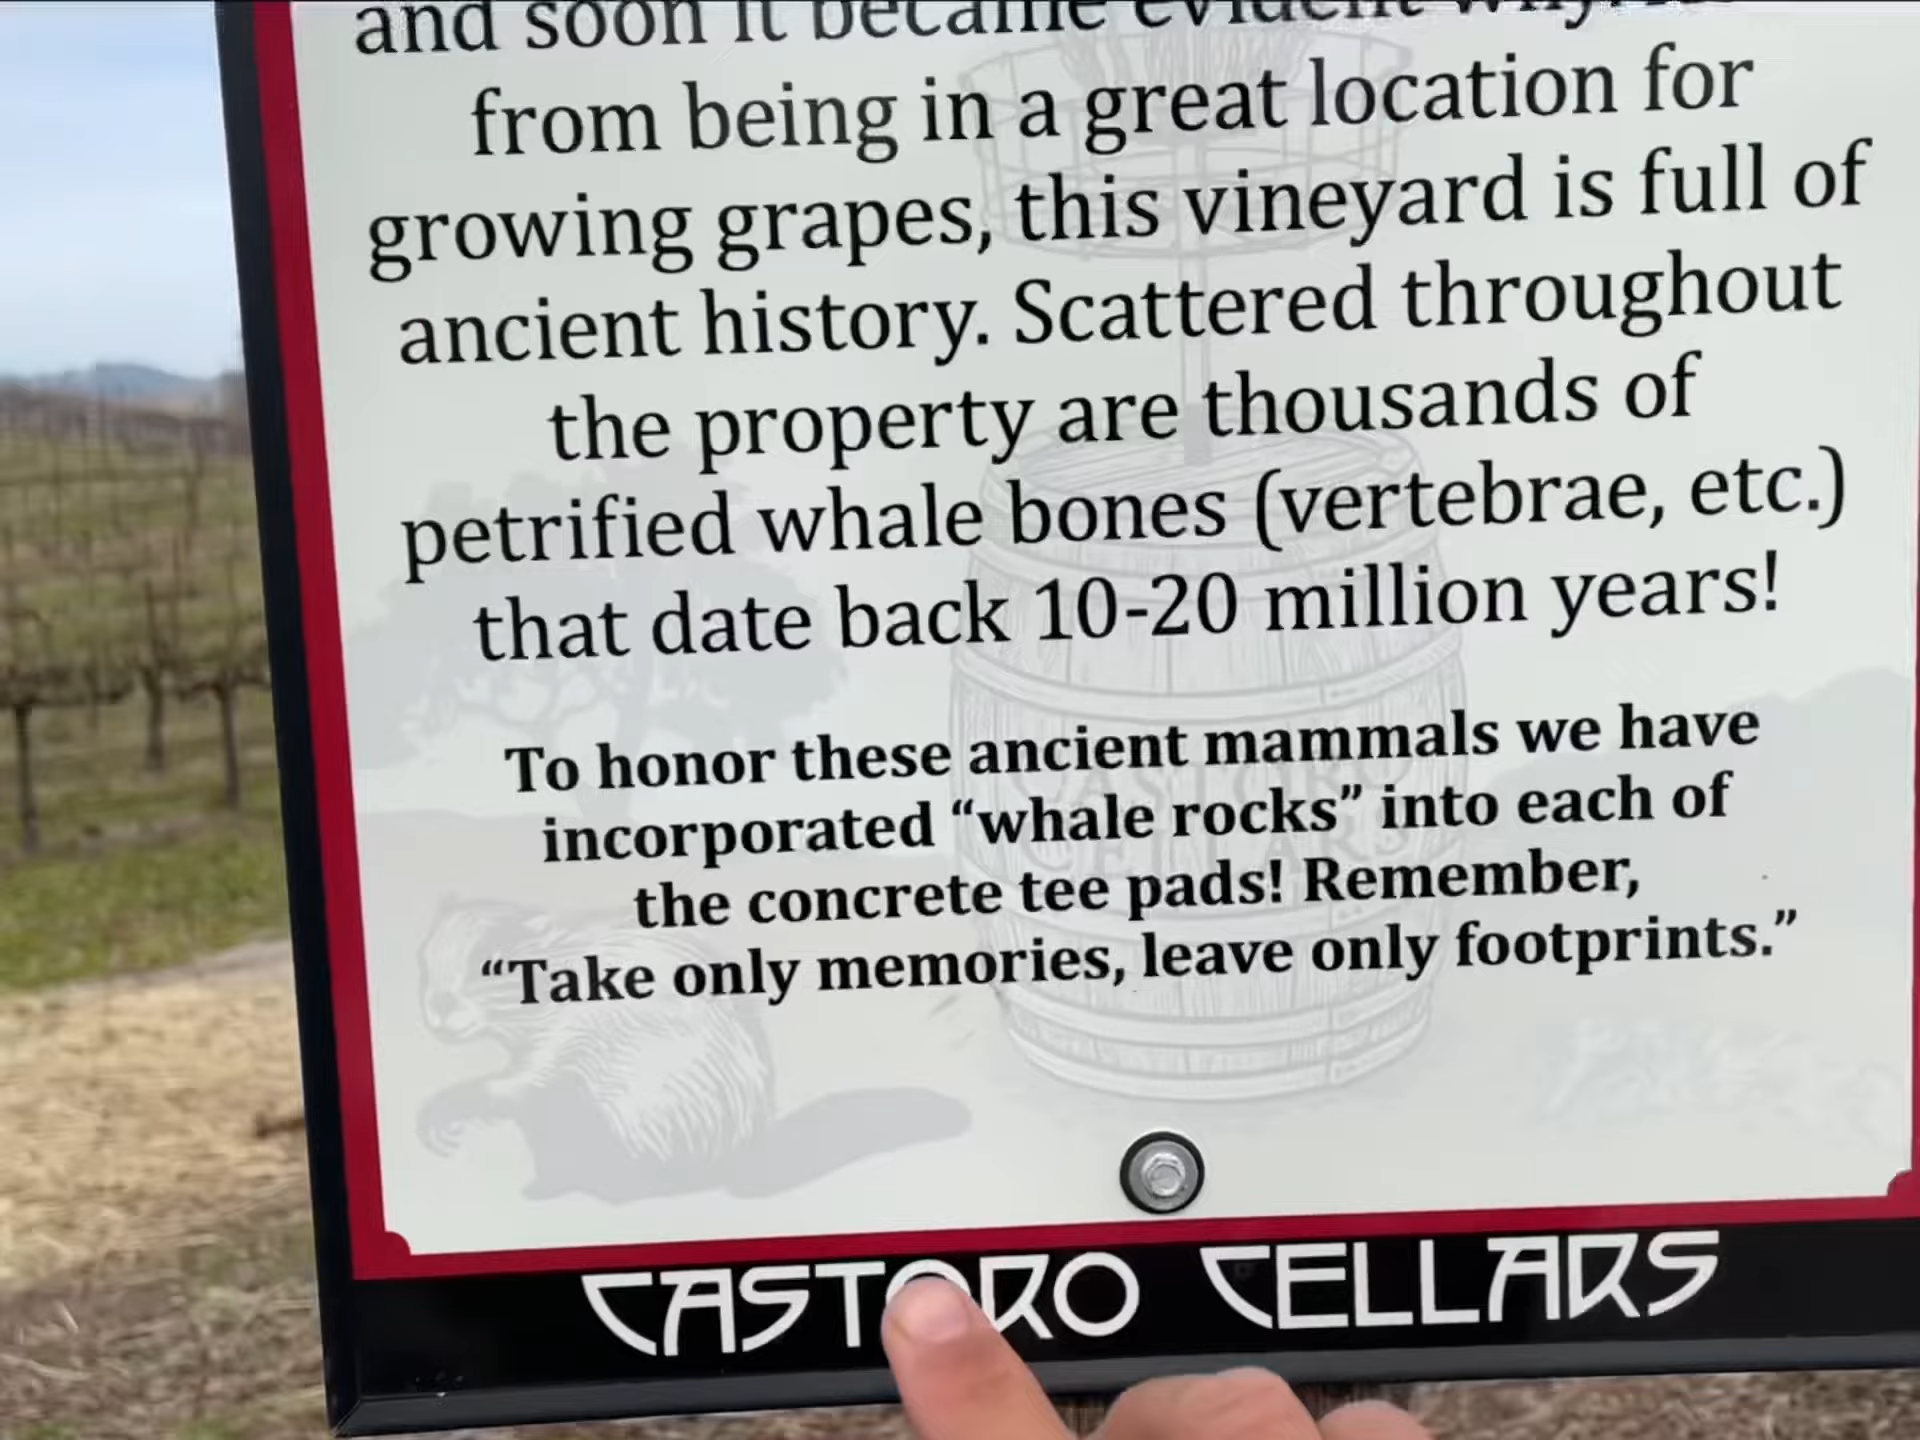 and soon it became evident why.
from being in a great location for
growing grapes, this vineyard is full of
ancient history. Scattered throughout
the property are thousands of
petrified whale bones (vertebrae, etc.)
that date back 10-20 million years!
To honor these ancient mammals we have
incorporated “whale rocks” into each of
the concrete tee pads! Remember,
“Take only memories, leave only footprints.”
CASTORO CELLARS